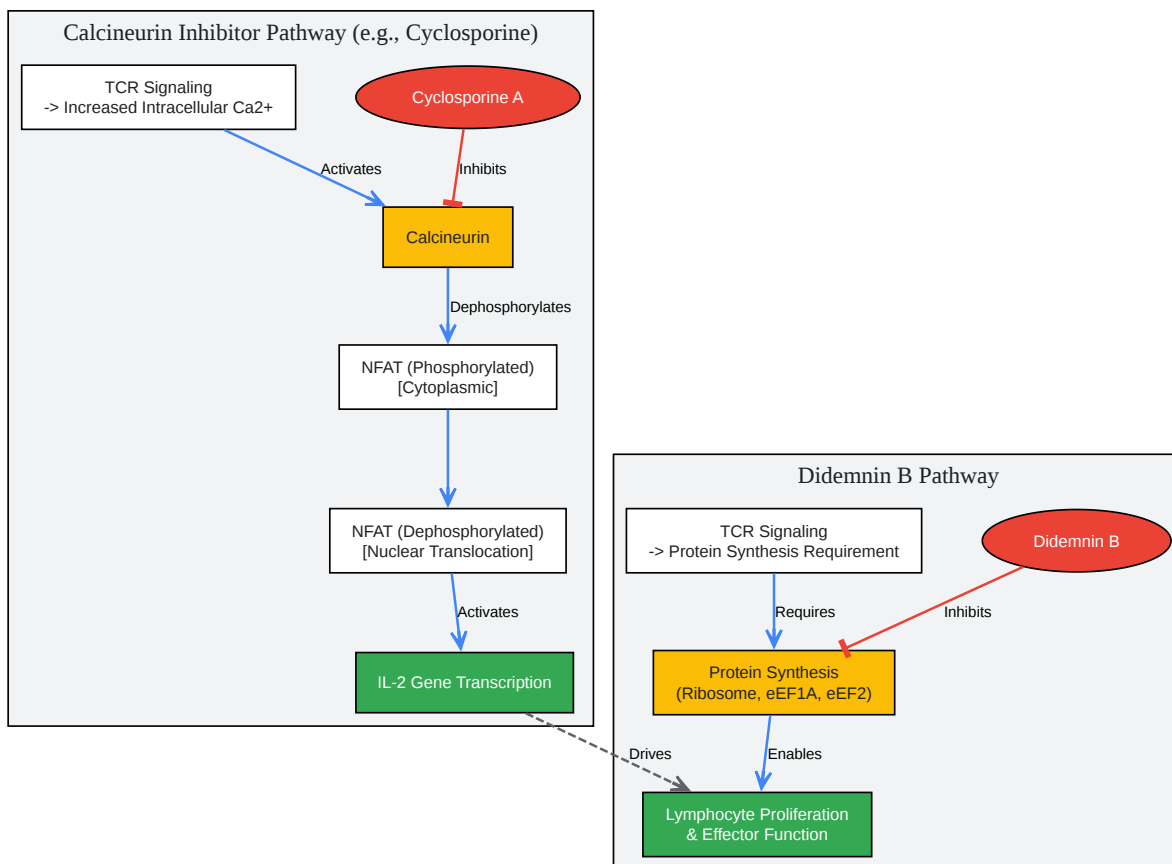 Calcineurin Inhibitor Pathway (e.g., Cyclosporine)
TCR Signaling
-> Increased Intracellular Ca2+
Cyclosporine A
Activates
Inhibits
Calcineurin
Dephosphorylates
NFAT (Phosphorylated)
[Cytoplasmic]
NFAT (Dephosphorylated)
[Nuclear Translocation]
Activates
IL-2 Gene Transcription
Didemnin B Pathway
TCR Signaling
-> Protein Synthesis Requirement
Didemnin B
Requires
Inhibits
Protein Synthesis
(Ribosome, eEF1A, eEF2)
Drives
Enables
Lymphocyte Proliferation
& Effector Function